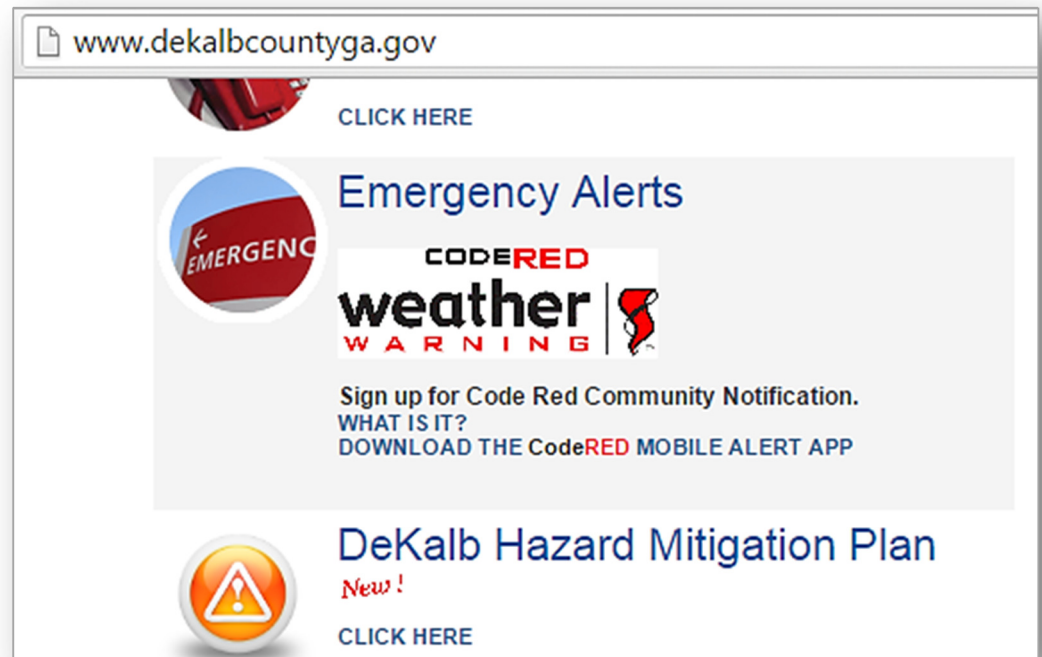 www.dekalbcountyga.gov
CLICK HERE
Emergency Alerts
EMERGENC
CODERED
weather
WARNING
Sign up for Code Red Community Notification.
WHAT IS IT?
DOWNLOAD THE CodeRED MOBILE ALERT APP
DeKalb Hazard Mitigation Plan
New!
CLICK HERE